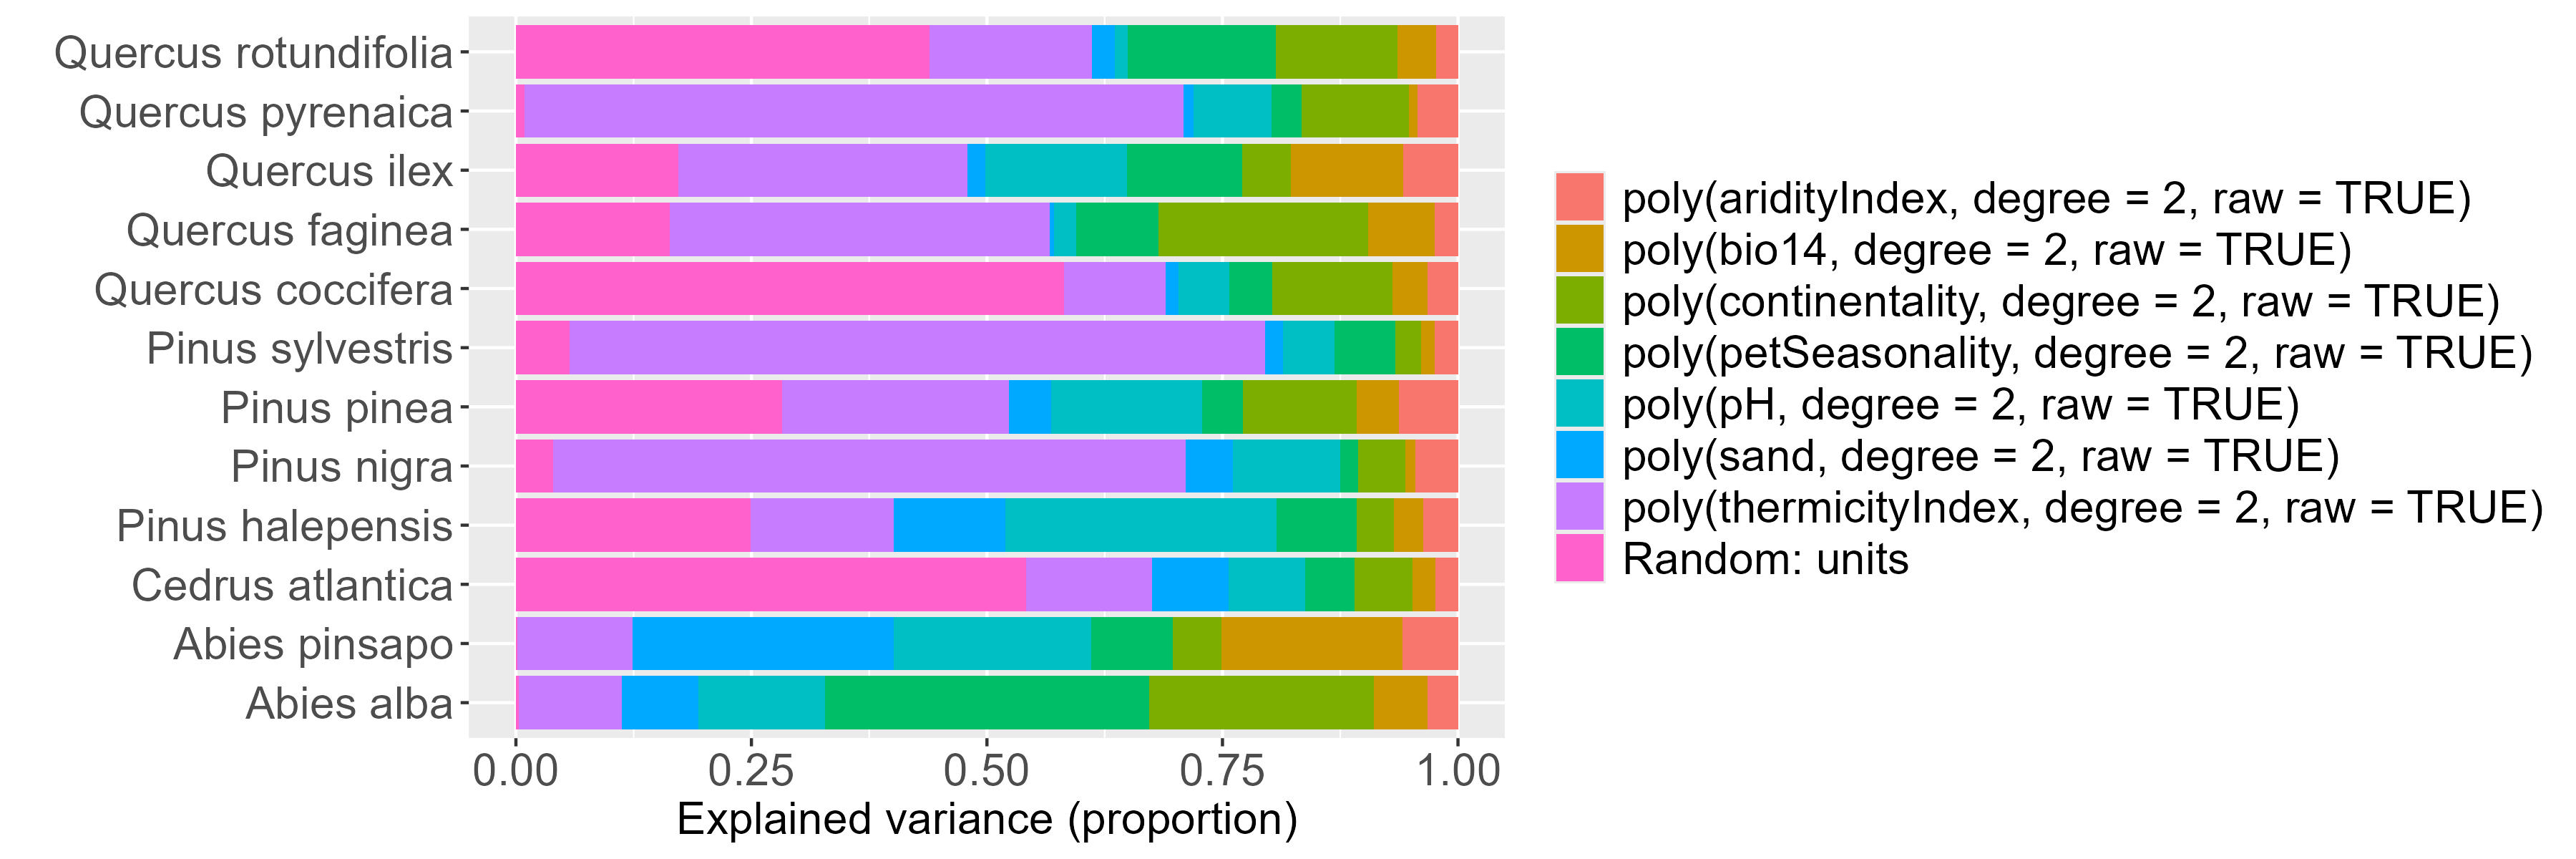 Quercus rotundifolia
Quercus pyrenaica
Quercus ilex
Quercus faginea
Quercus coccifera
Pinus sylvestris
Pinus pinea
Pinus nigra
Pinus halepensis
Cedrus atlantica
Abies pinsapo
Abies alba
0.00 0.25 0.50 0.75 1.00
Explained variance (proportion)
poly(aridityIndex, degree = 2, raw = TRUE)
poly(bio14, degree = 2, raw = TRUE)
poly(continentality, degree = 2, raw = TRUE)
poly(petSeasonality, degree = 2, raw = TRUE)
poly(pH, degree = 2, raw = TRUE)
poly(sand, degree = 2, raw = TRUE)
poly(thermicityIndex, degree = 2, raw = TRUE)
Random: units